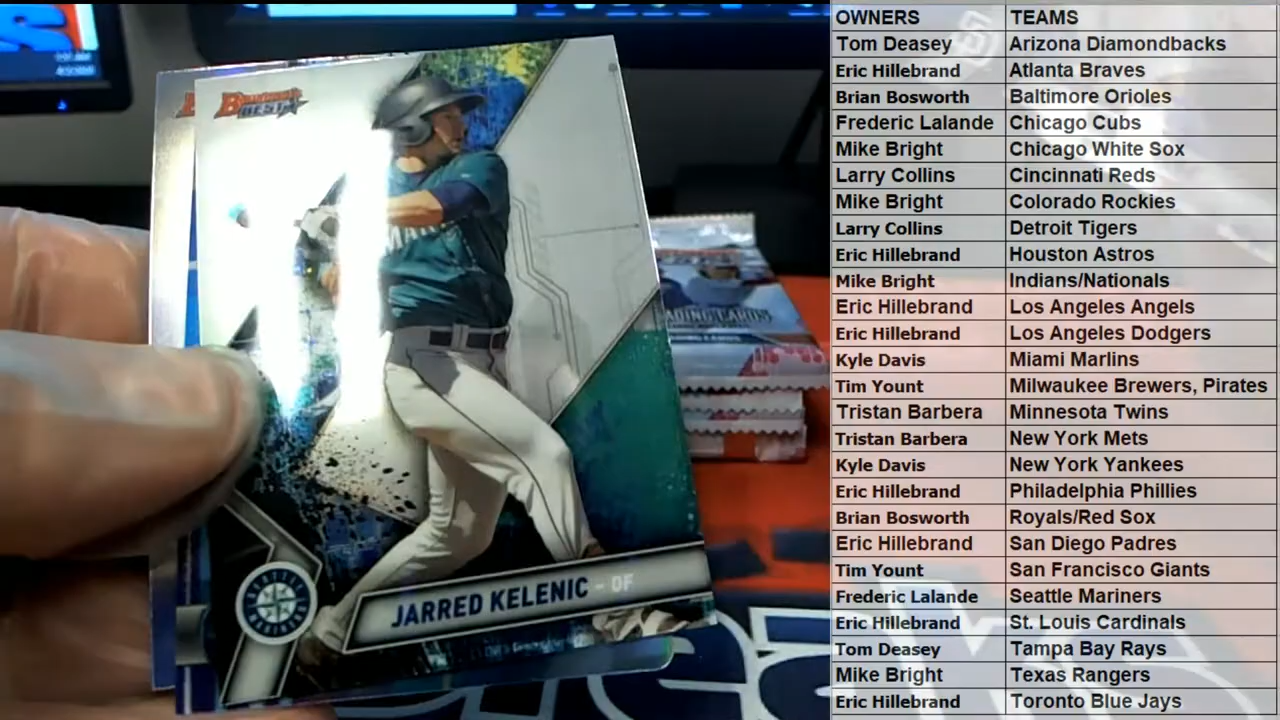 BOWMAN'S
BEST
JARRED KELENIC - OF
OWNERS TEAMS
Tom Deasey Arizona Diamondbacks
Eric Hillebrand Atlanta Braves
Brian Bosworth Baltimore Orioles
Frederic Lalande Chicago Cubs
Mike Bright Chicago White Sox
Larry Collins Cincinnati Reds
Mike Bright Colorado Rockies
Larry Collins Detroit Tigers
Eric Hillebrand Houston Astros
Mike Bright Indians/Nationals
Eric Hillebrand Los Angeles Angels
Eric Hillebrand Los Angeles Dodgers
Kyle Davis Miami Marlins
Tim Yount Milwaukee Brewers, Pirates
Tristan Barbera Minnesota Twins
Tristan Barbera New York Mets
Kyle Davis New York Yankees
Eric Hillebrand Philadelphia Phillies
Brian Bosworth Royals/Red Sox
Eric Hillebrand San Diego Padres
Tim Yount San Francisco Giants
Frederic Lalande Seattle Mariners
Eric Hillebrand St. Louis Cardinals
Tom Deasey Tampa Bay Rays
Mike Bright Texas Rangers
Eric Hillebrand Toronto Blue Jays